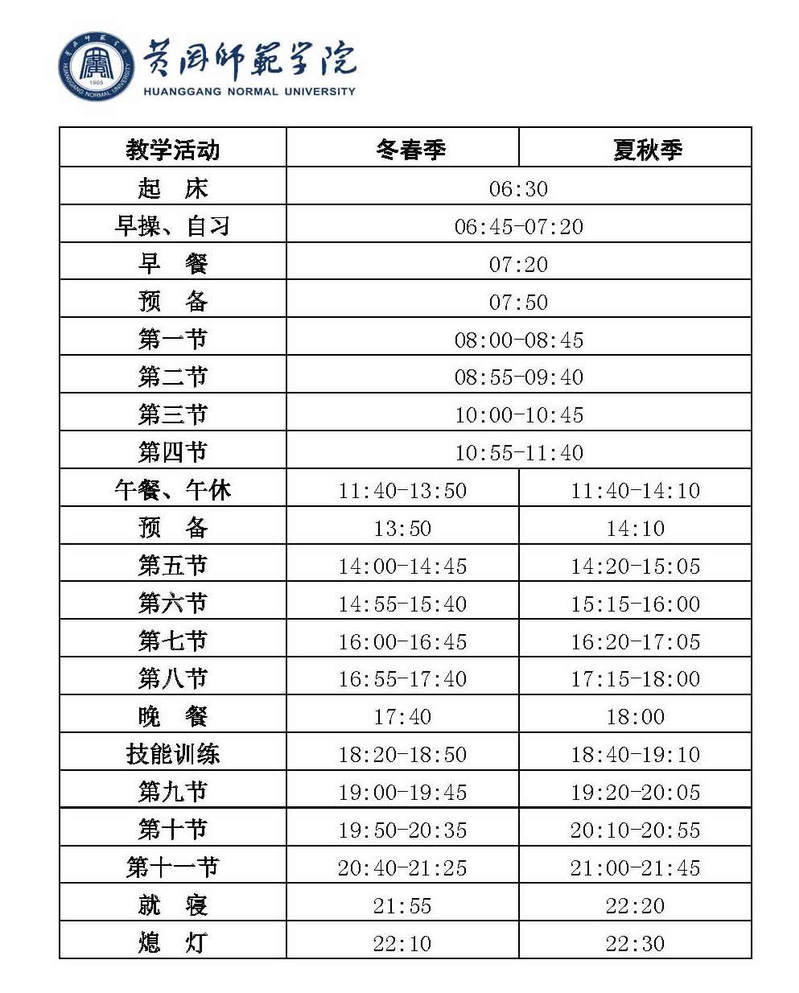 黄冈师范学院
HUANGGANG NORMAL UNIVERSITY
教学活动 冬春季 夏秋季
起 床 06:30
早操、自习 06:45-07:20
早 餐 07:20
预 备 07:50
第一节 08:00-08:45
第二节 08:55-09:40
第三节 10:00-10:45
第四节 10:55-11:40
午餐、午休 11:40-13:50 11:40-14:10
预 备 13:50 14:10
第五节 14:00-14:45 14:20-15:05
第六节 14:55-15:40 15:15-16:00
第七节 16:00-16:45 16:20-17:05
第八节 16:55-17:40 17:15-18:00
晚 餐 17:40 18:00
技能训练 18:20-18:50 18:40-19:10
第九节 19:00-19:45 19:20-20:05
第十节 19:50-20:35 20:10-20:55
第十一节 20:40-21:25 21:00-21:45
就 寝 21:55 22:20
熄 灯 22:10 22:30